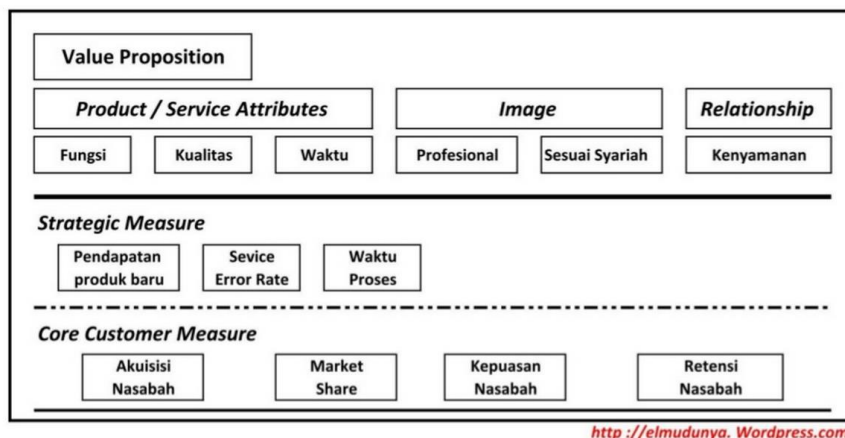 Value Proposition
Product / Service Attributes
Image
Relationship
Fungsi
Kualitas
Waktu
Profesional
Sesuai Syariah
Kenyamanan
Strategic Measure
Pendapatan
produk baru
Sevice
Error Rate
Waktu
Proses
Core Customer Measure
Akuisisi
Nasabah
Market
Share
Kepuasan
Nasabah
Retensi
Nasabah
http ://elmudunya. Wordpress.com